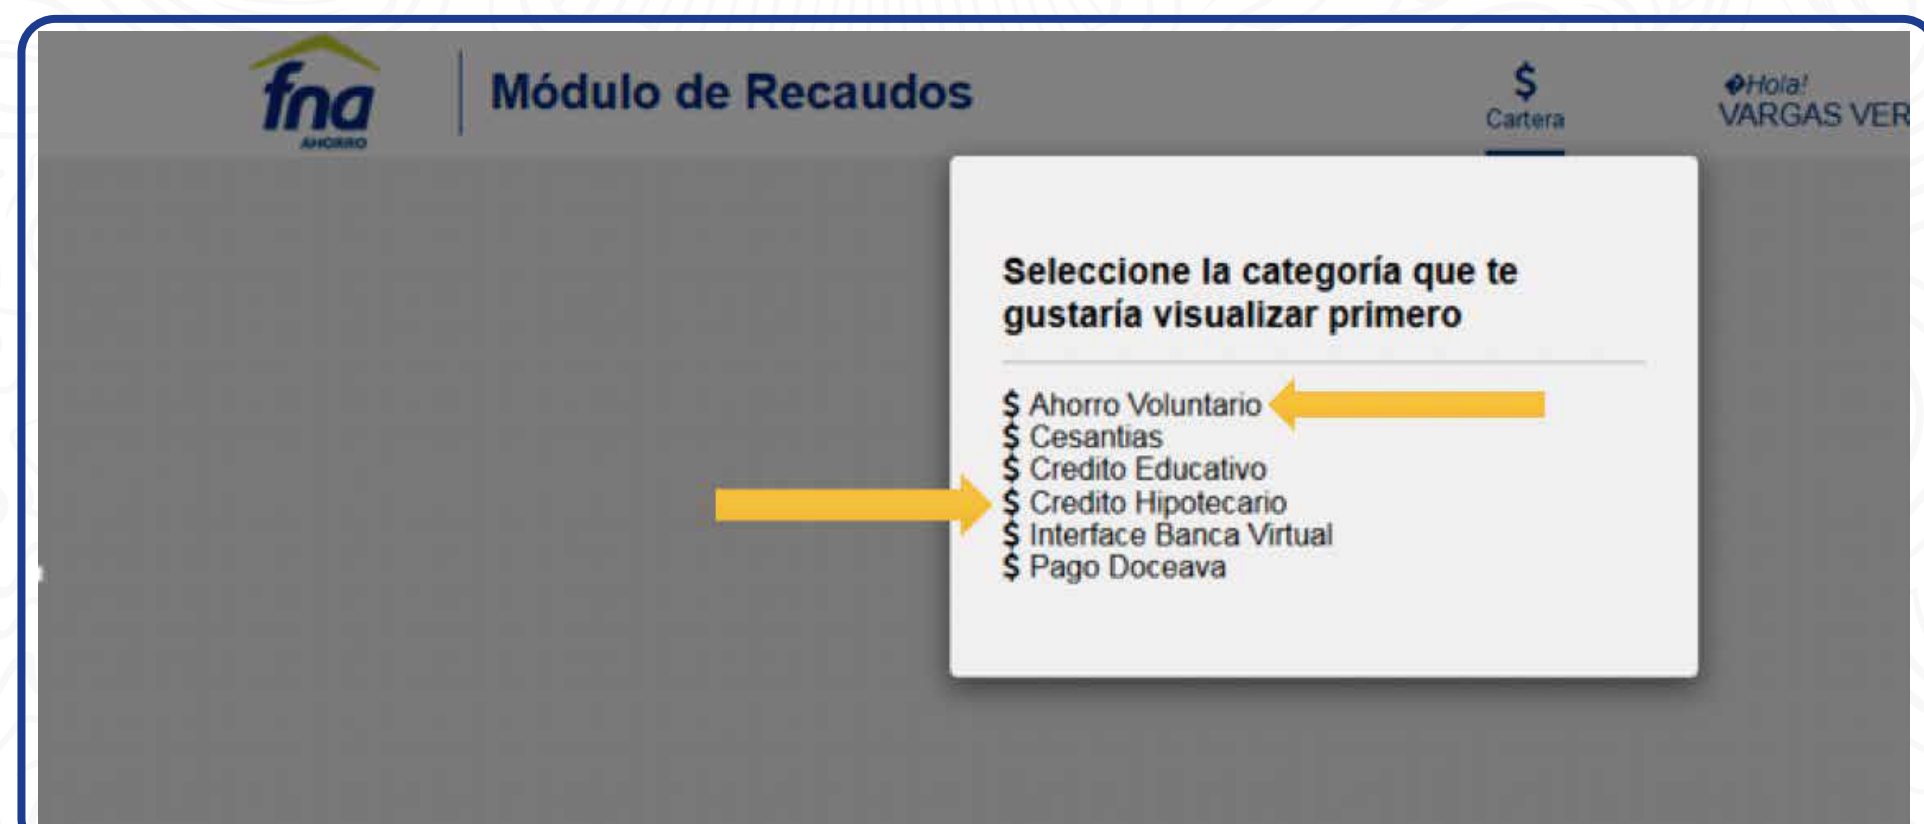 fna
AHORRO
Módulo de Recaudos
$
Cartera
�Hola!
VARGAS VER
Seleccione la categoría que te
gustaría visualizar primero
$ Ahorro Voluntario
$ Cesantias
$ Credito Educativo
$ Credito Hipotecario
$ Interface Banca Virtual
$ Pago Doceava